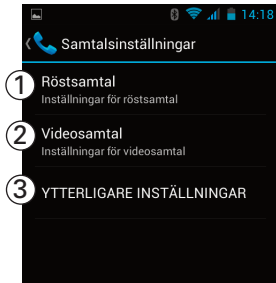 14:18
Samtalsinställningar
1 Röstsamtal
Inställningar för röstsamtal
2 Videosamtal
Inställningar för videosamtal
3 YTTERLIGARE INSTÄLLNINGAR